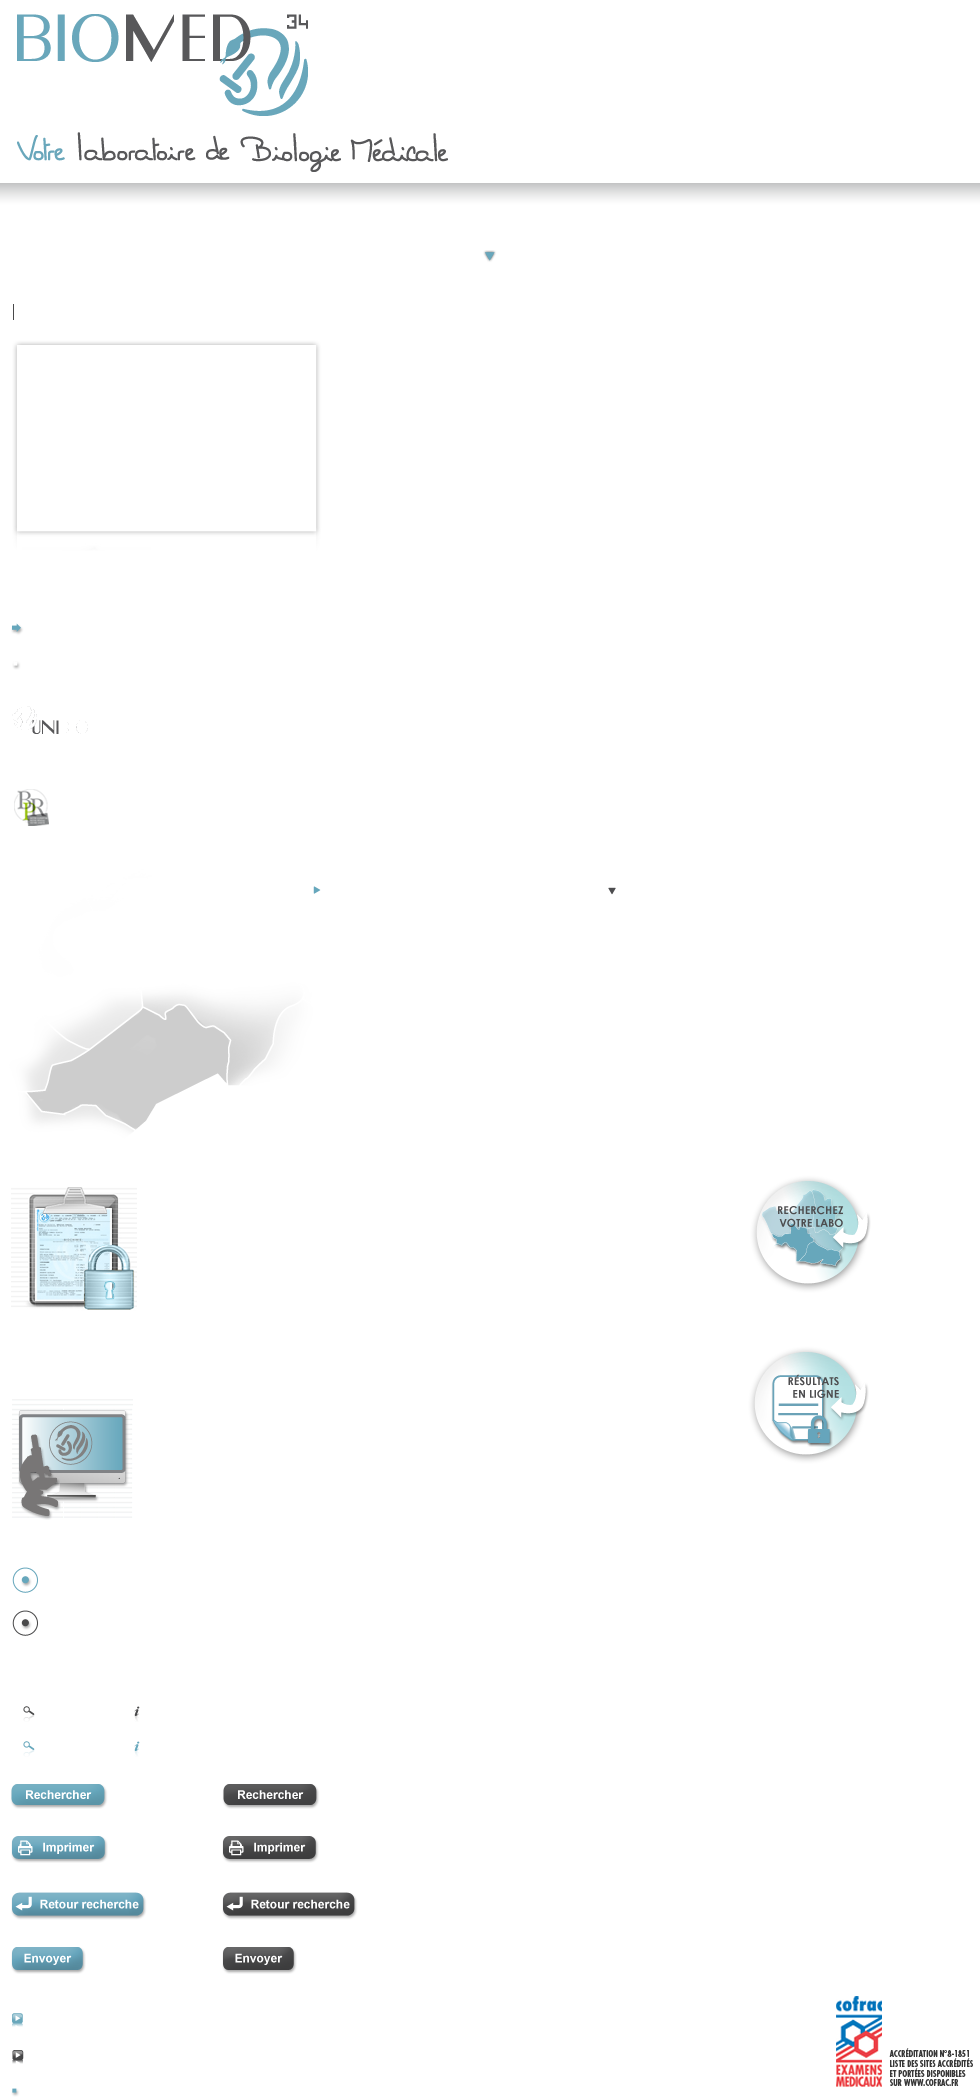 BIOMED 34
Votre laboratoire de Biologie Médicale
UNI
BPR
RECHERCHEZ
VOTRE LABO
RÉSULTATS
EN LIGNE
i
i
Rechercher Rechercher
Imprimer Imprimer
Retour recherche Retour recherche
Envoyer Envoyer
cofrac
EXAMENS
MEDICAUX
ACCRÉDITATION N°8-1851
LISTE DES SITES ACCRÉDITÉS
ET PORTÉES DISPONIBLES
SUR WWW.COFRAC.FR